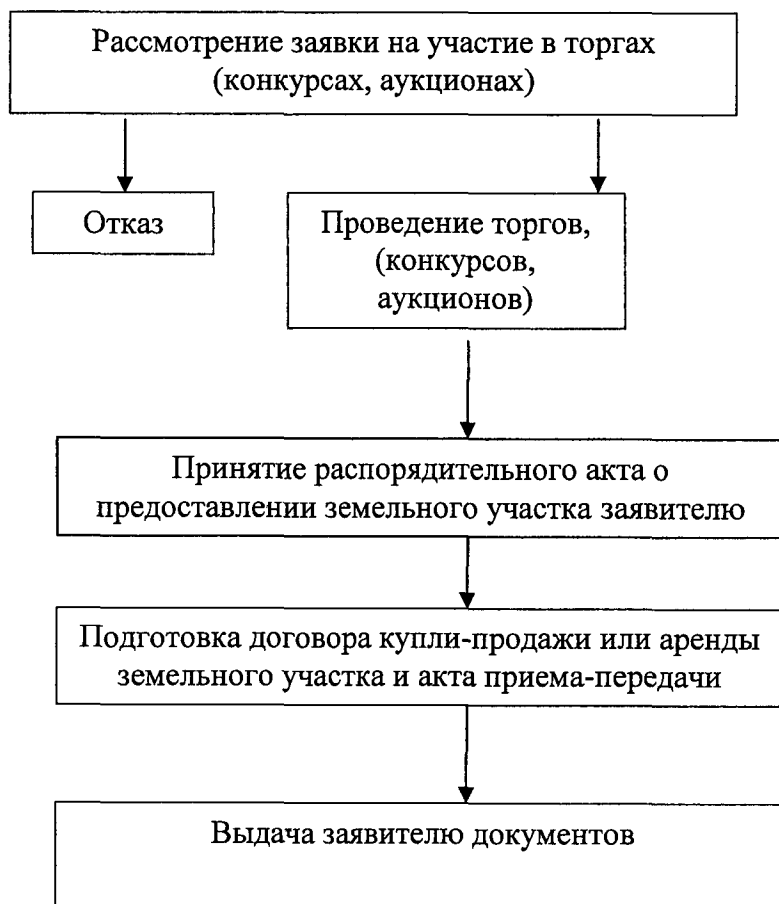 Рассмотрение заявки на участие в торгах
(конкурсах, аукционах)
Отказ
Проведение торгов,
(конкурсов,
аукционов)
Принятие распорядительного акта о
предоставлении земельного участка заявителю
Подготовка договора купли-продажи или аренды
земельного участка и акта приема-передачи
Выдача заявителю документов